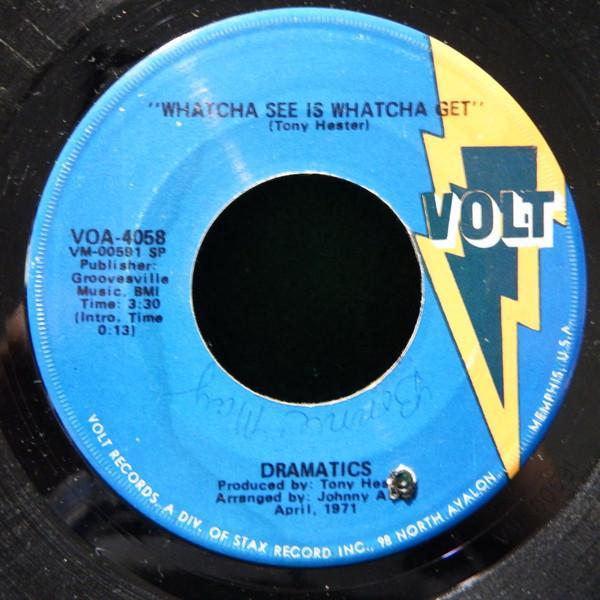 "WHATCHA SEE IS WHATCHA GET"
(Tony Hester)
VOLT
VOA-4058
VM-00591 SP
Publisher:
Groovesville
Music, BMI
Time: 3:30
(Intro. Time
0:13)
Bonnie May
DRAMATICS
Produced by: Tony
Arranged by: Johnny
April, 1971
VOLT RECORDS, A DIV. OF STAX RECORD INC., 98 NORTH AVALON, MEMPHIS, U.S.A.